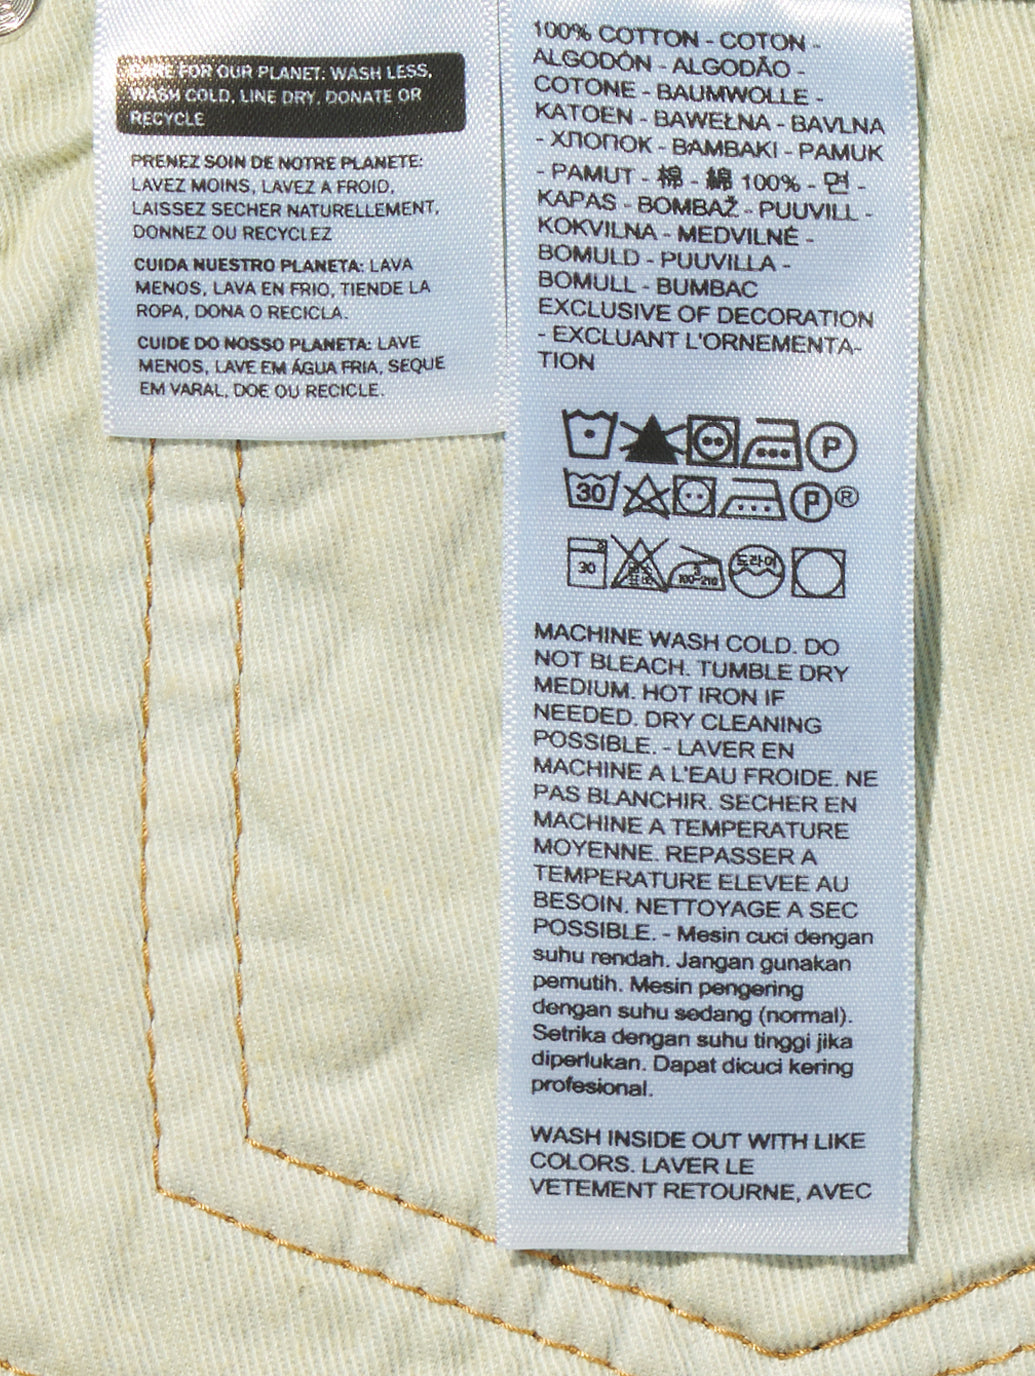 CARE FOR OUR PLANET: WASH LESS,
WASH COLD, LINE DRY, DONATE OR
RECYCLE
PRENEZ SOIN DE NOTRE PLANETE:
LAVEZ MOINS, LAVEZ A FROID,
LAISSEZ SECHER NATURELLEMENT,
DONNEZ OU RECYCLEZ
CUIDA NUESTRO PLANETA: LAVA
MENOS, LAVA EN FRIO, TIENDE LA
ROPA, DONA O RECICLA.
CUIDE DO NOSSO PLANETA: LAVE
MENOS, LAVE EM ÁGUA FRIA, SEQUE
EM VARAL, DOE OU RECICLE.
100% COTTON - COTON -
ALGODÓN - ALGODÃO -
COTONE - BAUMWOLLE -
KATOEN - BAWEŁNA - BAVLNA
- ХЛОПОК - BAMBAKI - PAMUK
- PAMUT - 棉 - 綿 100% - 면 -
KAPAS - BOMBAŽ - PUUVILL -
KOKVILNA - MEDVILNĖ -
BOMULD - PUUVILLA -
BOMULL - BUMBAC
EXCLUSIVE OF DECORATION
- EXCLUANT L'ORNEMENTA-
TION
P
30 P ®
30 180-210 드라이
MACHINE WASH COLD. DO
NOT BLEACH. TUMBLE DRY
MEDIUM. HOT IRON IF
NEEDED. DRY CLEANING
POSSIBLE. - LAVER EN
MACHINE A L'EAU FROIDE. NE
PAS BLANCHIR. SECHER EN
MACHINE A TEMPERATURE
MOYENNE. REPASSER A
TEMPERATURE ELEVEE AU
BESOIN. NETTOYAGE A SEC
POSSIBLE. - Mesin cuci dengan
suhu rendah. Jangan gunakan
pemutih. Mesin pengering
dengan suhu sedang (normal).
Setrika dengan suhu tinggi jika
diperlukan. Dapat dicuci kering
profesional.
WASH INSIDE OUT WITH LIKE
COLORS. LAVER LE
VETEMENT RETOURNE, AVEC